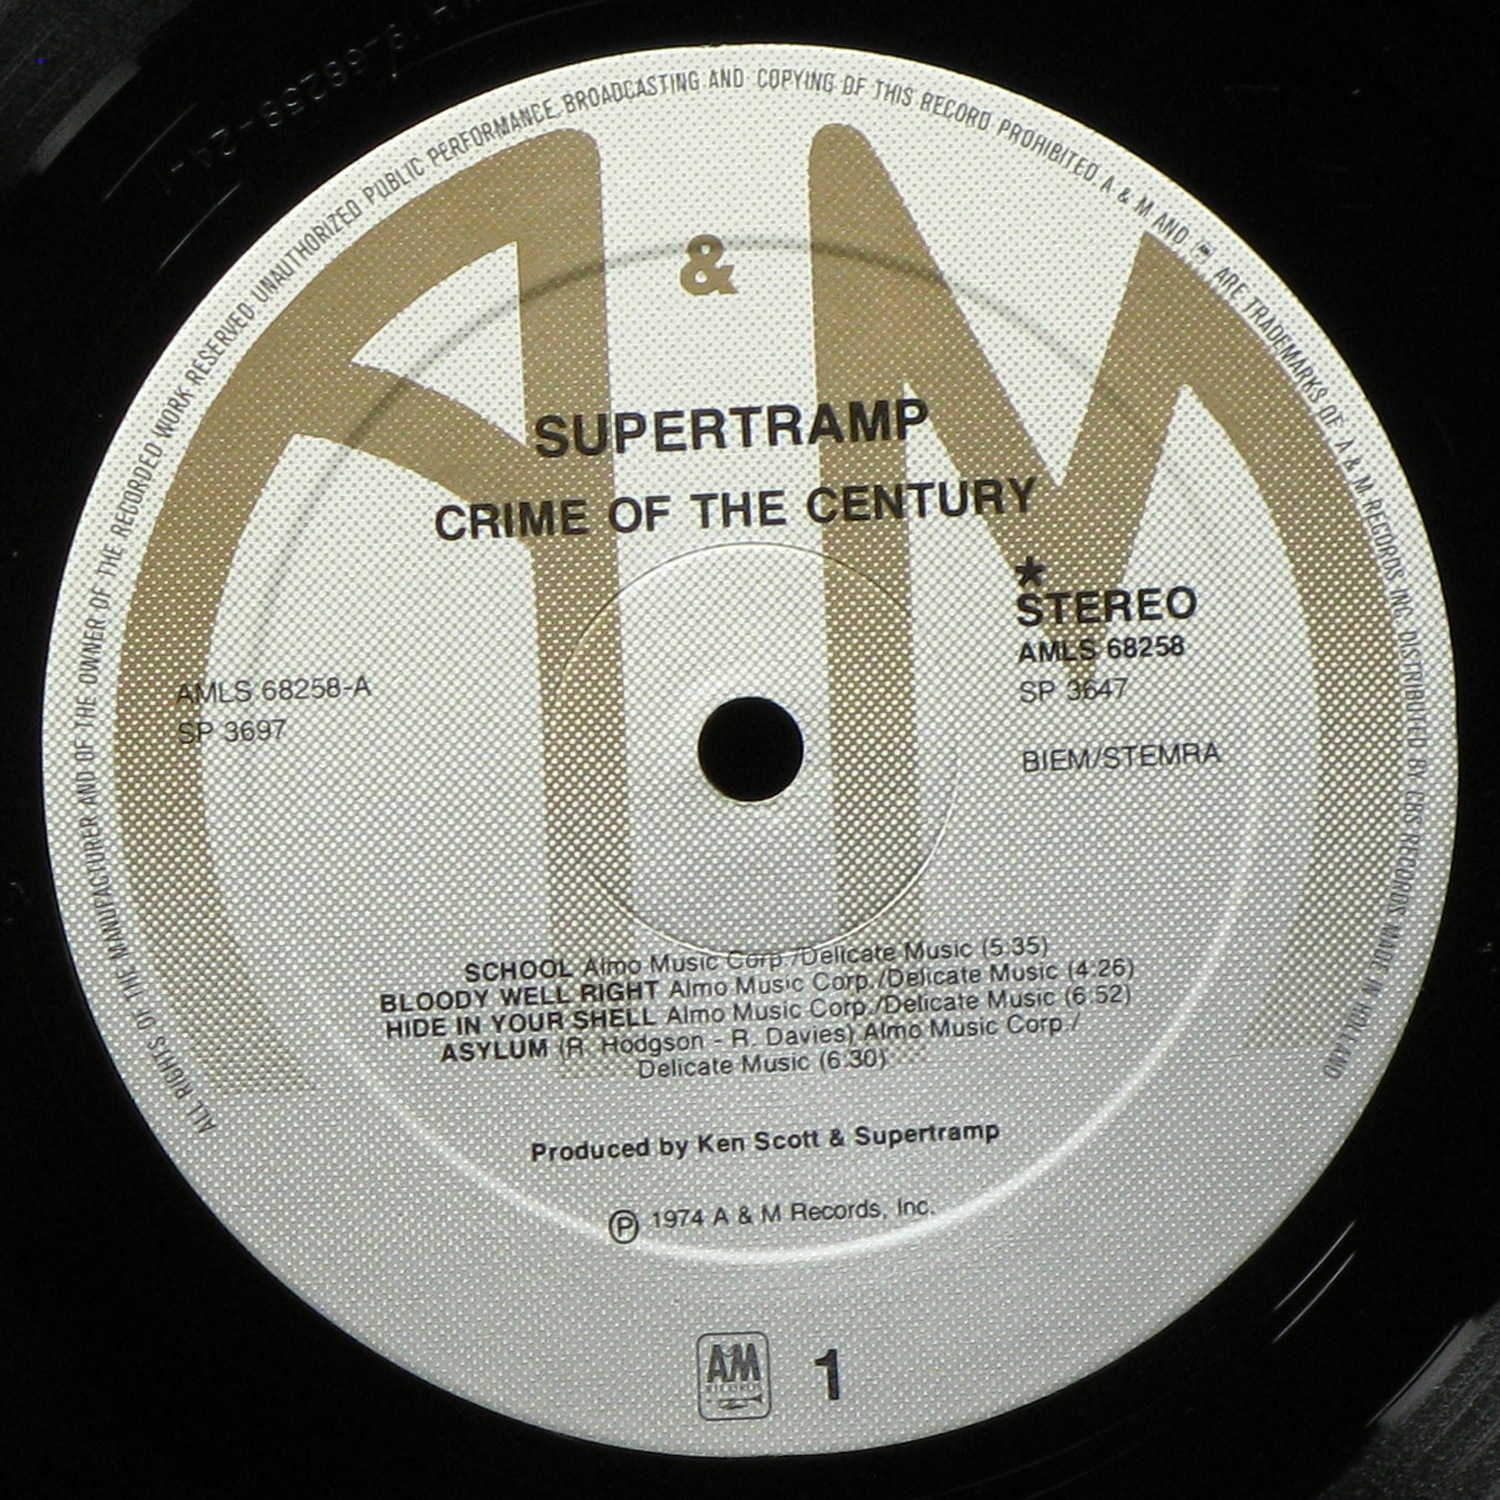 ALL RIGHTS OF THE MANUFACTURER AND OF THE OWNER OF THE RECORDED WORK RESERVED UNAUTHORIZED PUBLIC PERFORMANCE, BROADCASTING AND COPYING OF THIS RECORD PROHIBITED. A & M AND ARE TRADEMARKS OF A & M RECORDS INC. DISTRIBUTED BY CBS RECORDS MADE IN HOLLAND
A & M
SUPERTRAMP
CRIME OF THE CENTURY
★
STEREO
AMLS 68258
SP 3647
BIEM/STEMRA
AMLS 68258-A
SP 3697
SCHOOL Almo Music Corp./Delicate Music (5:35)
BLOODY WELL RIGHT Almo Music Corp./Delicate Music (4:26)
HIDE IN YOUR SHELL Almo Music Corp./Delicate Music (6:52)
ASYLUM (R. Hodgson - R. Davies) Almo Music Corp./
Delicate Music (6:30)
Produced by Ken Scott & Supertramp
℗ 1974 A & M Records, Inc.
AM
RECORDS
1